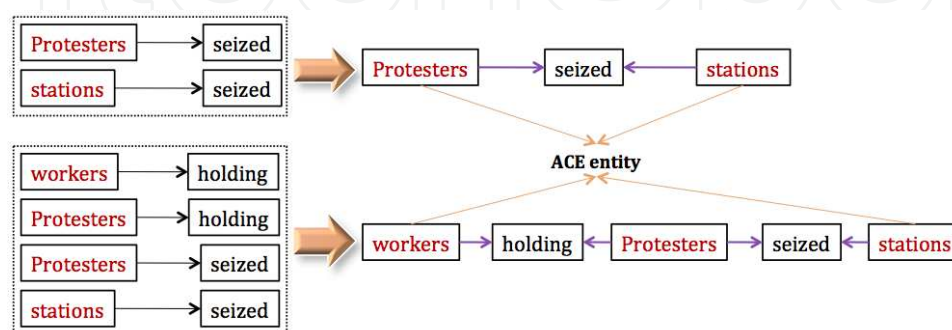 Protesters seized
stations seized
Protesters seized stations
ACE entity
workers holding
Protesters holding
Protesters seized
stations seized
workers holding Protesters seized stations